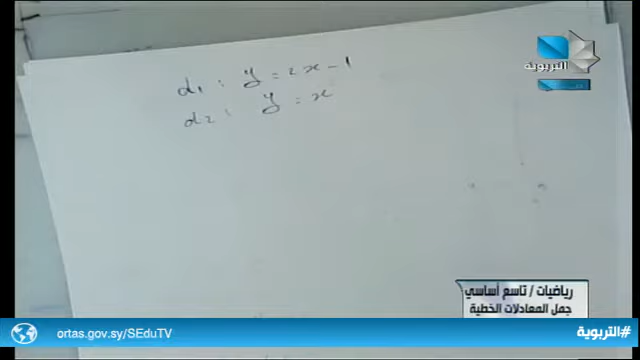 d1 : y = 2x - 1
d2 : y = x
التربوية
رياضيات / تاسع أساسي
جمل المعادلات الخطية
ortas.gov.sy/SEduTV
#التربوية